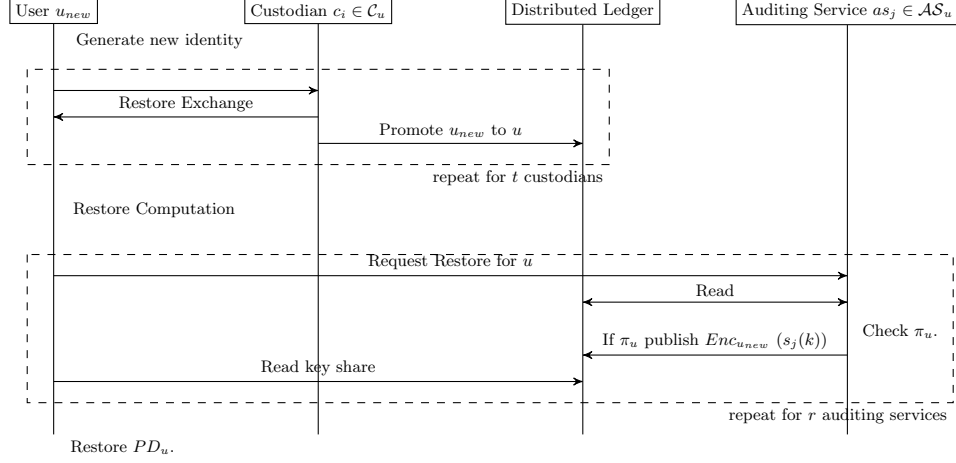 User u_new
Custodian c_i ∈ 𝒞_u
Distributed Ledger
Auditing Service as_j ∈ 𝒜𝒮_u
Generate new identity
Restore Exchange
Promote u_new to u
repeat for t custodians
Restore Computation
Request Restore for u
Read
Check π_u.
If π_u publish Enc_{u_new} (s_j(k))
Read key share
repeat for r auditing services
Restore PD_u.